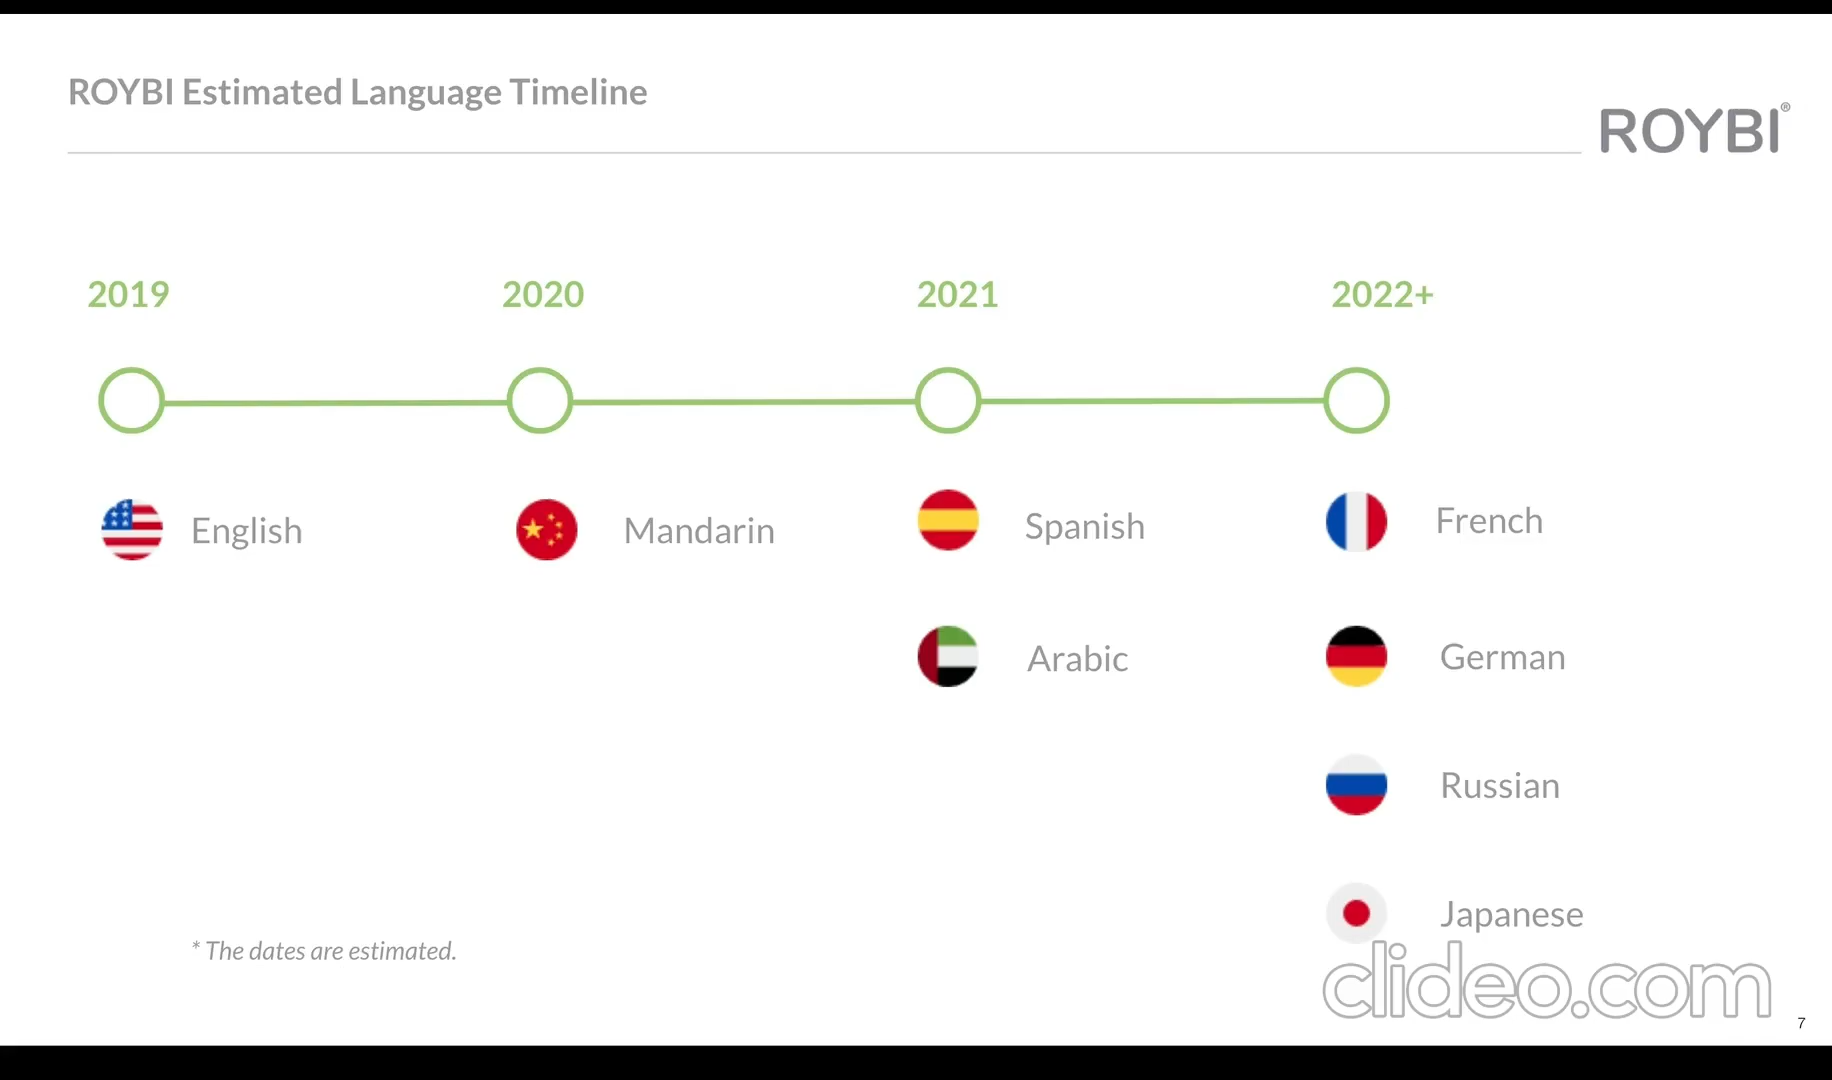 ROYBI Estimated Language Timeline
ROYBI®
2019 2020 2021 2022+
English Mandarin Spanish French
Arabic German
Russian
Japanese
* The dates are estimated.
clideo.com
7